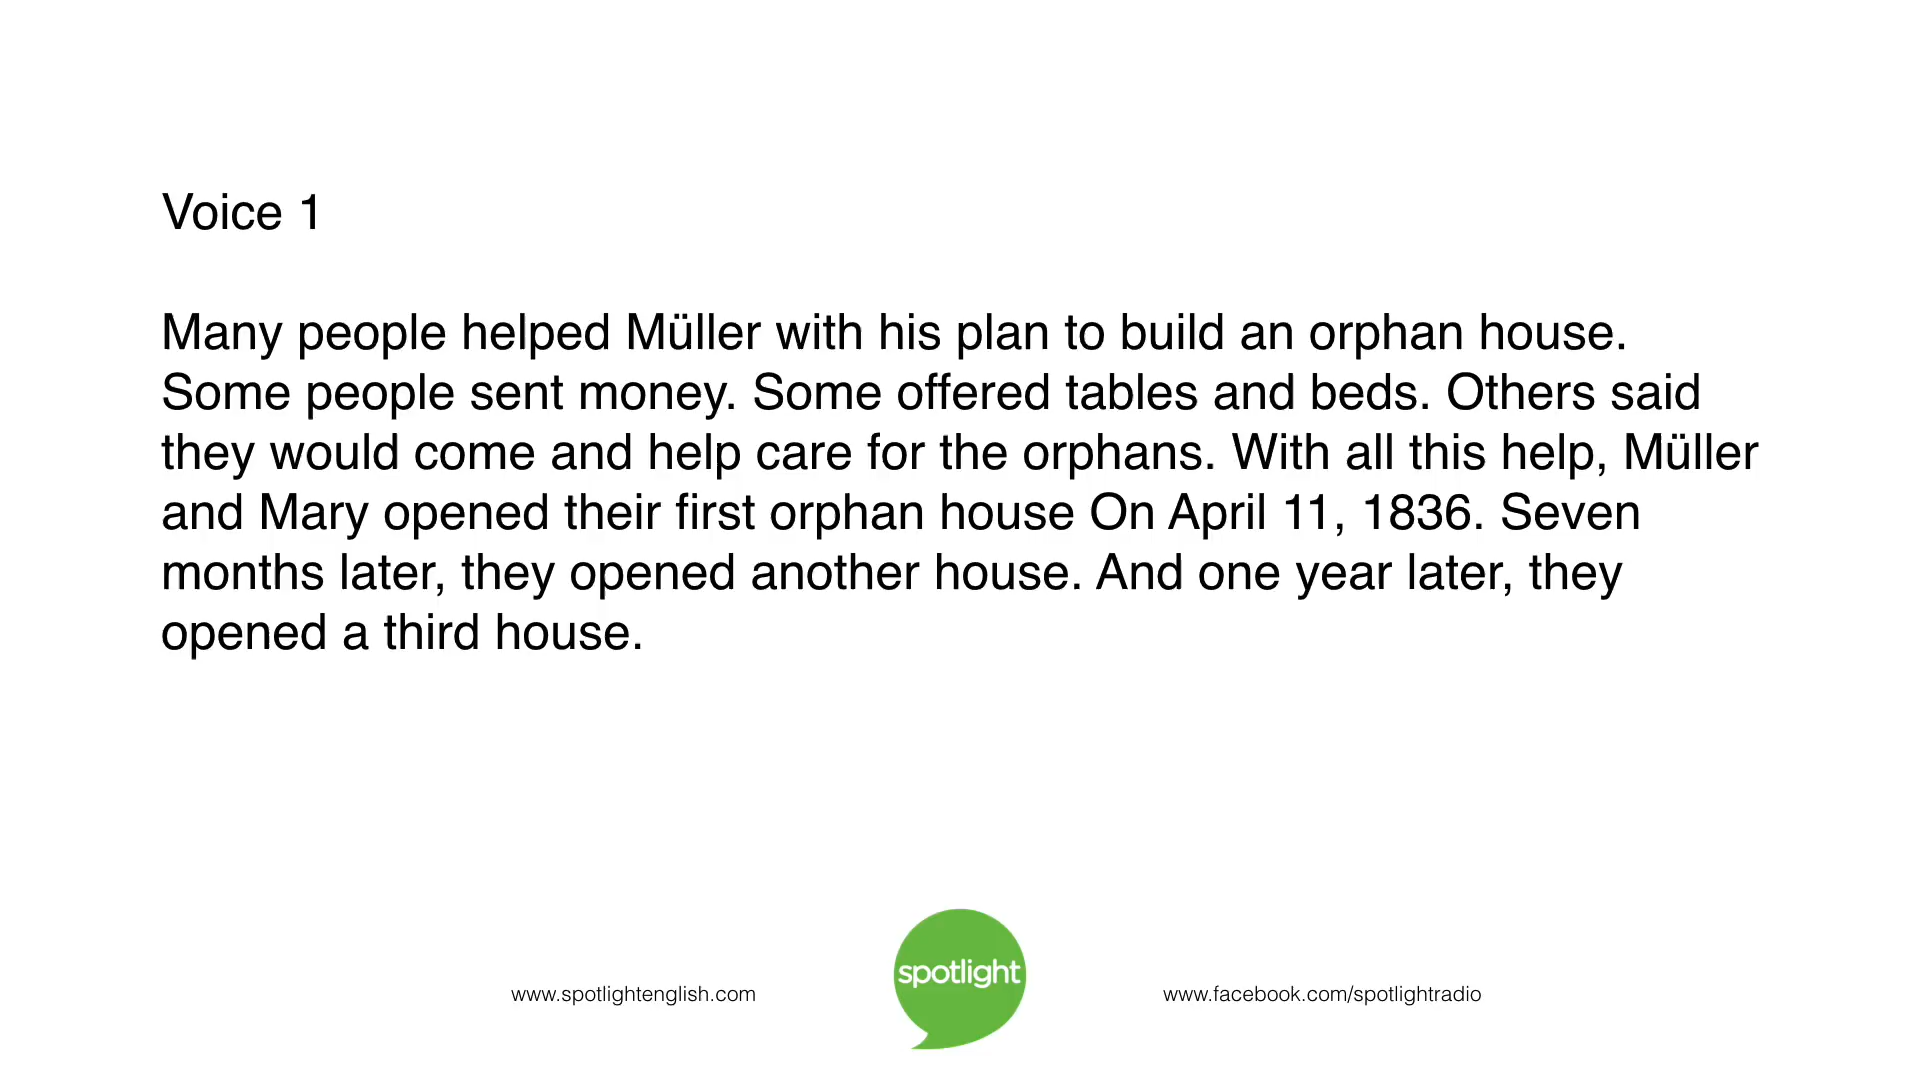 Voice 1
Many people helped Müller with his plan to build an orphan house.
Some people sent money. Some offered tables and beds. Others said
they would come and help care for the orphans. With all this help, Müller
and Mary opened their first orphan house On April 11, 1836. Seven
months later, they opened another house. And one year later, they
opened a third house.
spotlight
www.spotlightenglish.com
www.facebook.com/spotlightradio